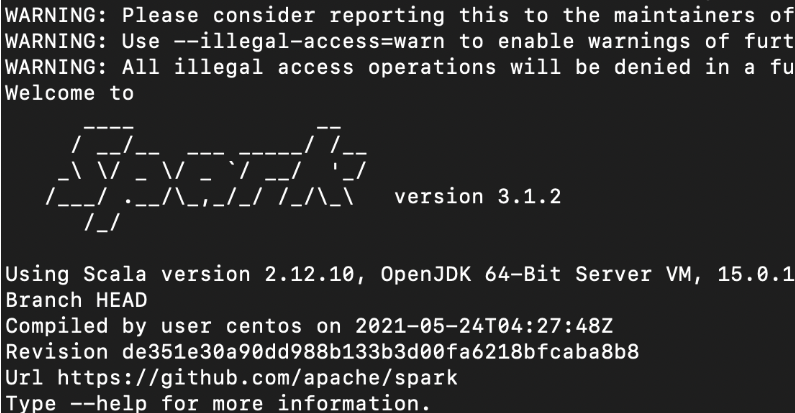 WARNING: Please consider reporting this to the maintainers of
WARNING: Use --illegal-access=warn to enable warnings of furt
WARNING: All illegal access operations will be denied in a fu
Welcome to
      ____              __
     / __/__  ___ _____/ /__
    _\ \/ _ \/ _ `/ __/  '_/
   /___/ .__/\_,_/_/ /_/\_\   version 3.1.2
      /_/
Using Scala version 2.12.10, OpenJDK 64-Bit Server VM, 15.0.1
Branch HEAD
Compiled by user centos on 2021-05-24T04:27:48Z
Revision de351e30a90dd988b133b3d00fa6218bfcaba8b8
Url https://github.com/apache/spark
Type --help for more information.